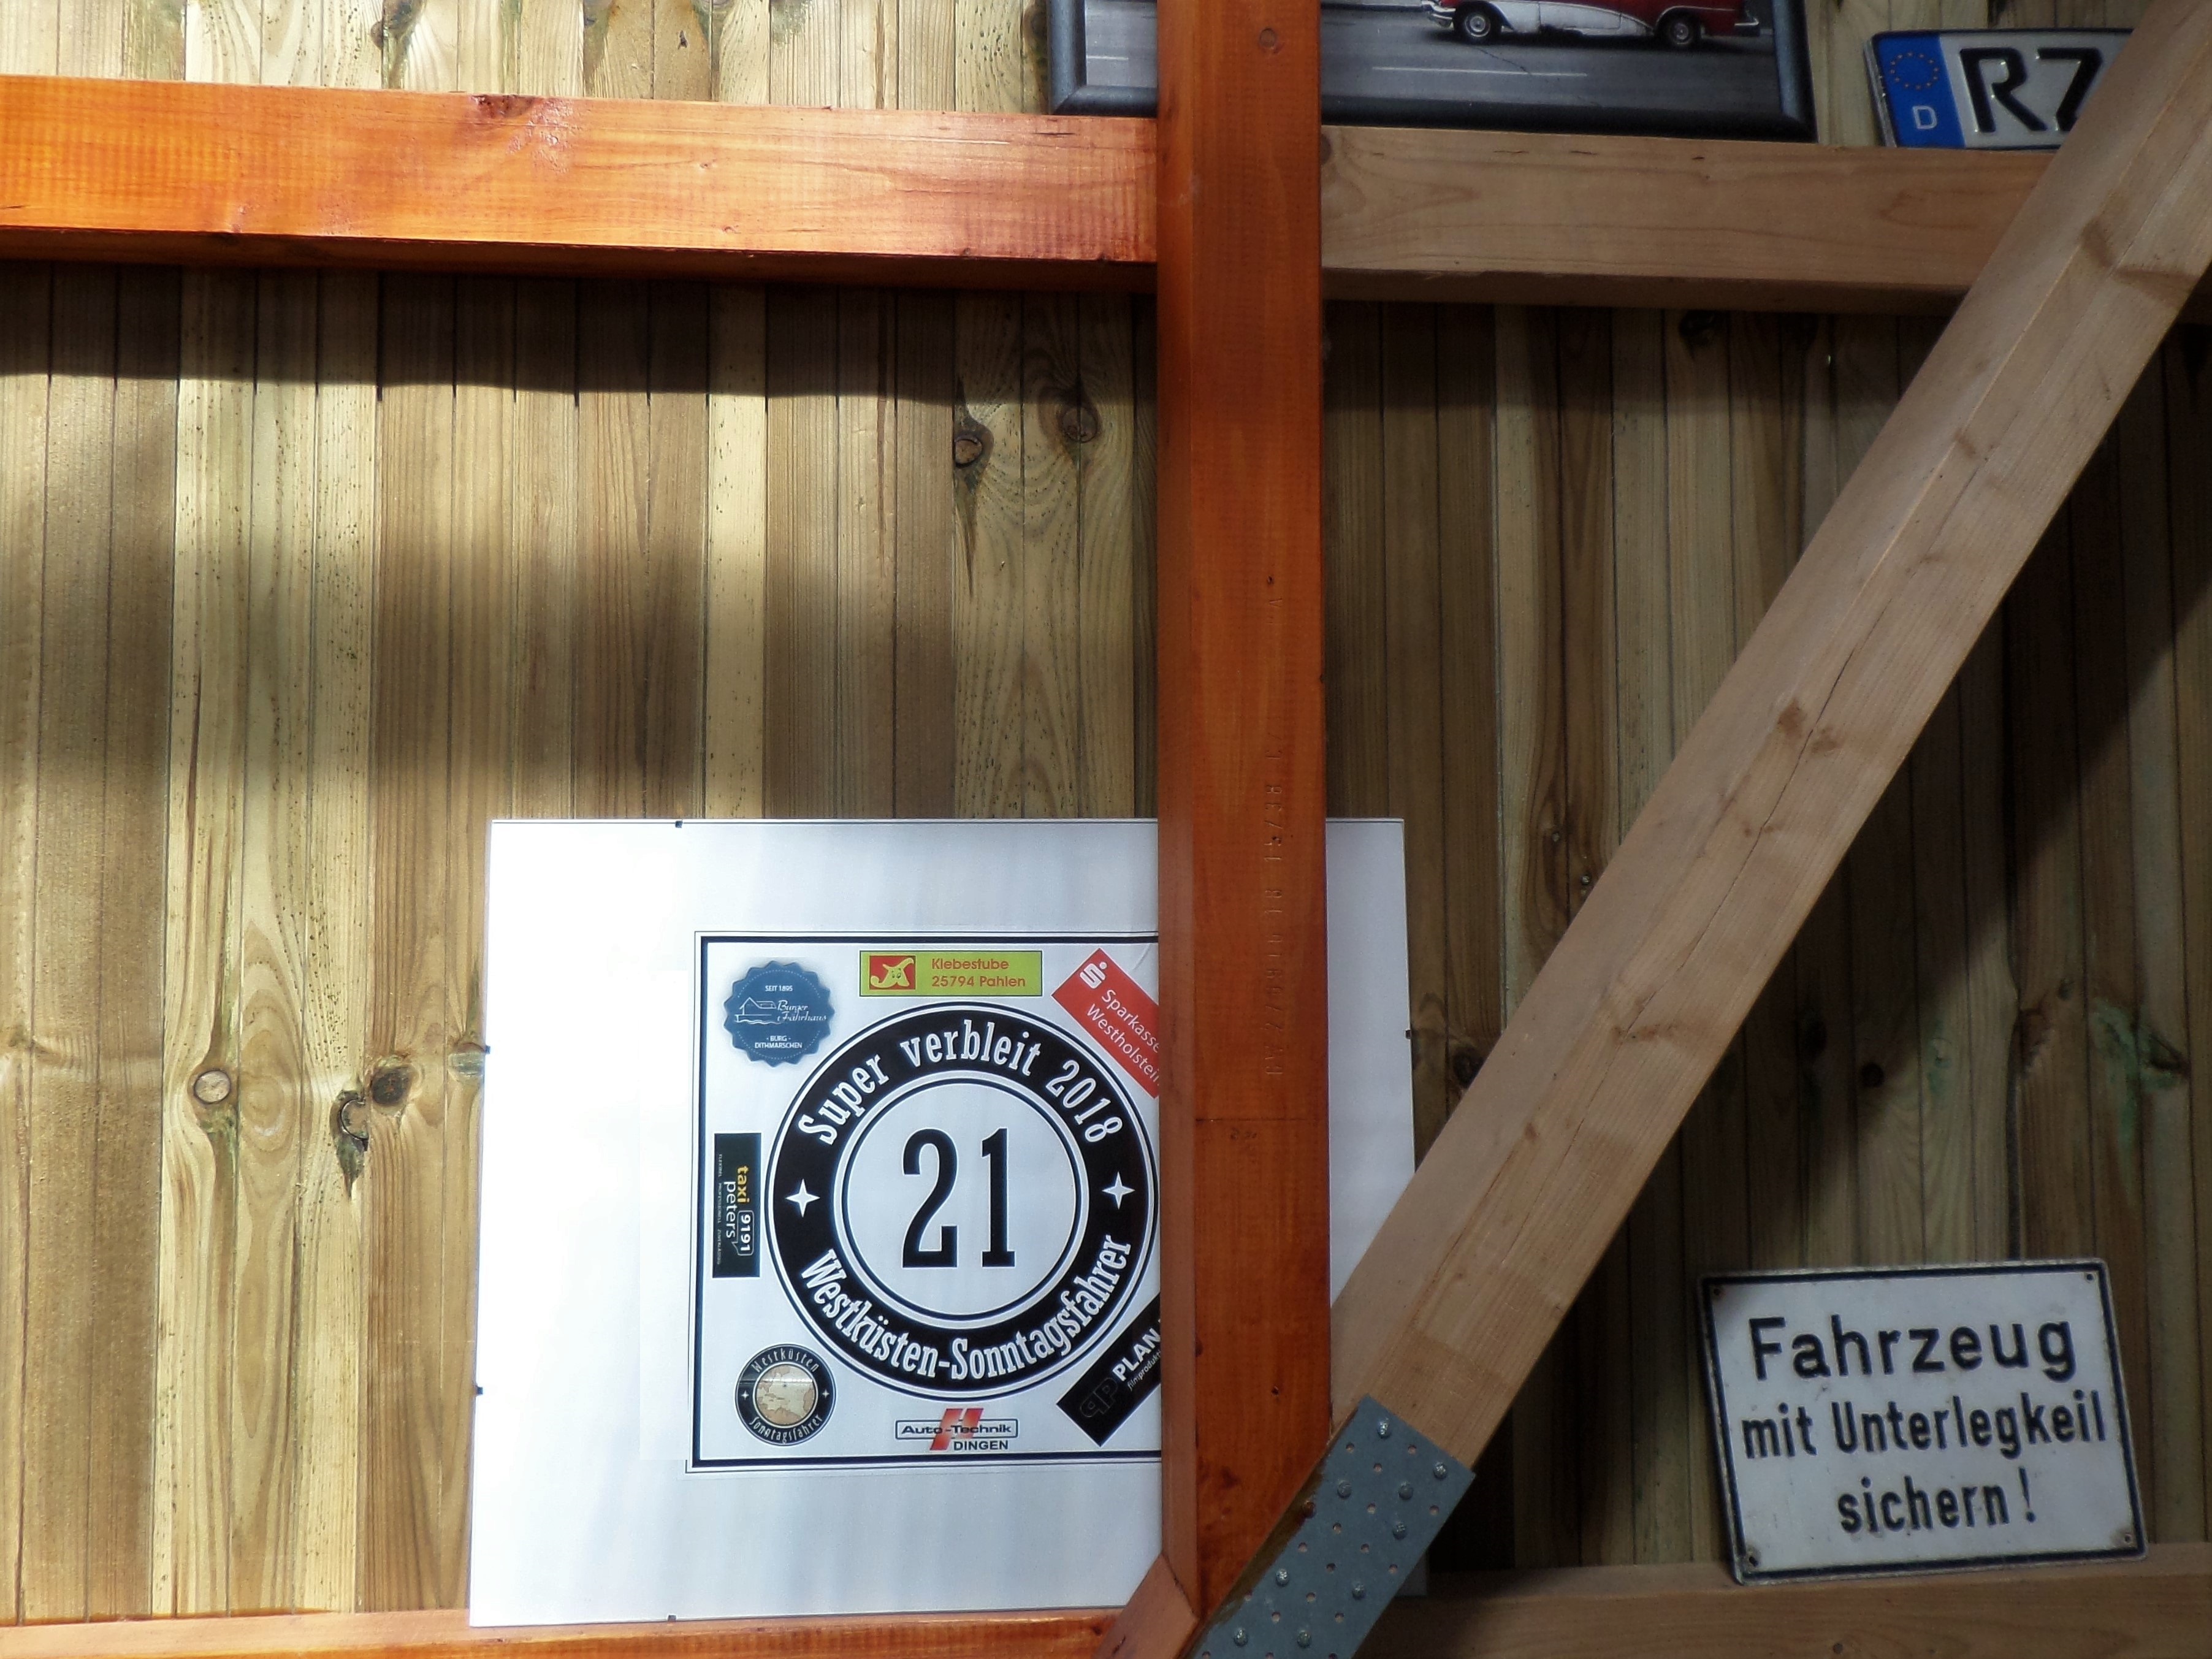 D
RZ
Klebestube
25794 Pahlen
SEIT 1895
Burger
Fährhaus
- BURG -
DITHMARSCHEN
Sparkasse
Westholstein
Super verbleit 2018
21
Westküsten-Sonntagsfahrer
taxi 9191
peters
PLAN
Westküsten
Sonntagsfahrer
Auto-Technik
DINGEN
Fahrzeug
mit Unterlegkeil
sichern!